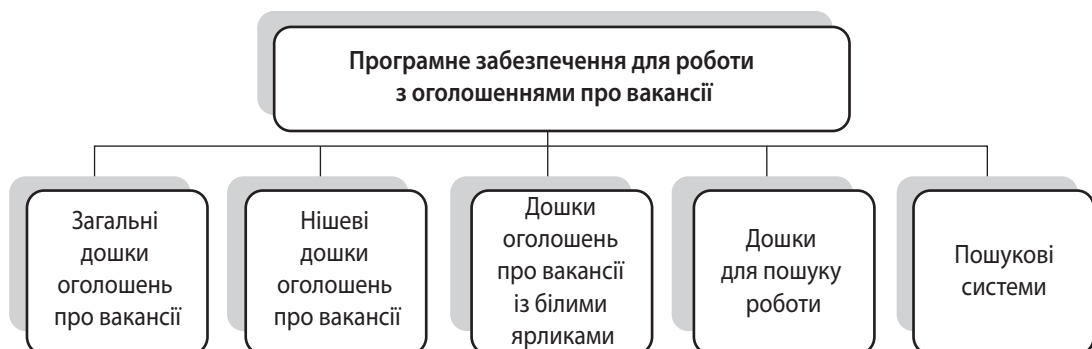 Програмне забезпечення для роботи
з оголошеннями про вакансії
Загальні
дошки
оголошень
про вакансії
Нішеві
дошки
оголошень
про вакансії
Дошки
оголошень
про вакансії
із білими
ярликами
Дошки
для пошуку
роботи
Пошукові
системи